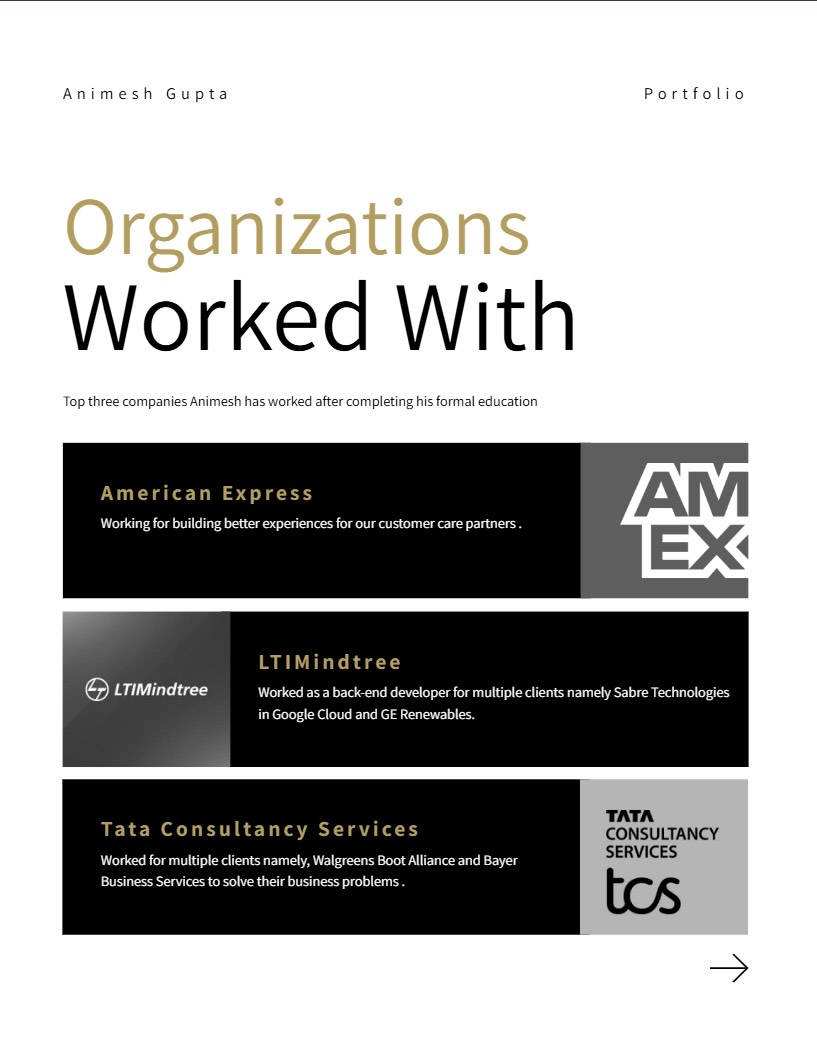 Animesh Gupta
Portfolio
Organizations
Worked With
Top three companies Animesh has worked after completing his formal education
American Express
Working for building better experiences for our customer care partners .
AM
EX
LTIMindtree
LTIMindtree
Worked as a back-end developer for multiple clients namely Sabre Technologies
in Google Cloud and GE Renewables.
Tata Consultancy Services
Worked for multiple clients namely, Walgreens Boot Alliance and Bayer
Business Services to solve their business problems .
TATA
CONSULTANCY
SERVICES
tcs